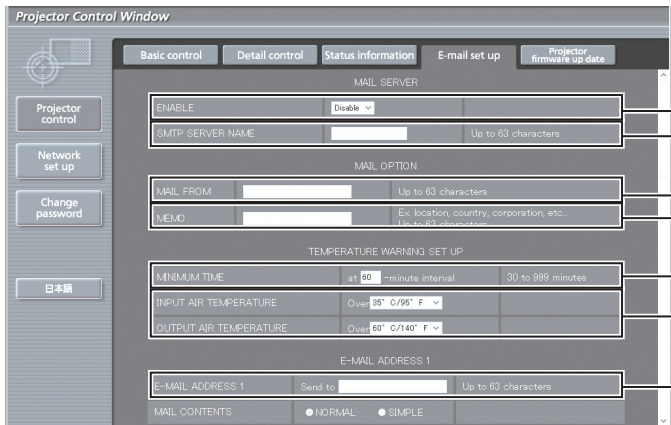 Projector Control Window
Basic control Detail control Status information E-mail set up Projector firmware up date
MAIL SERVER
Projector control
ENABLE Disable
SMTP SERVER NAME Up to 63 characters
Network set up
MAIL OPTION
MAIL FROM Up to 63 characters
Change password
MEMO Ex. location, country, corporation, etc...
Up to 63 characters
TEMPERATURE WARNING SET UP
MINIMUM TIME at 60 -minute interval 30 to 999 minutes
日本語
INPUT AIR TEMPERATURE Over 35° C/95° F
OUTPUT AIR TEMPERATURE Over 60° C/140° F
E-MAIL ADDRESS 1
E-MAIL ADDRESS 1 Send to Up to 63 characters
MAIL CONTENTS NORMAL SIMPLE